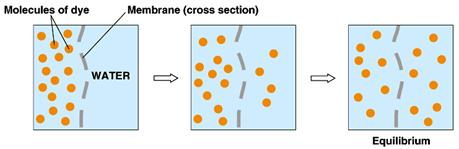 Molecules of dye
Membrane (cross section)
WATER
Equilibrium